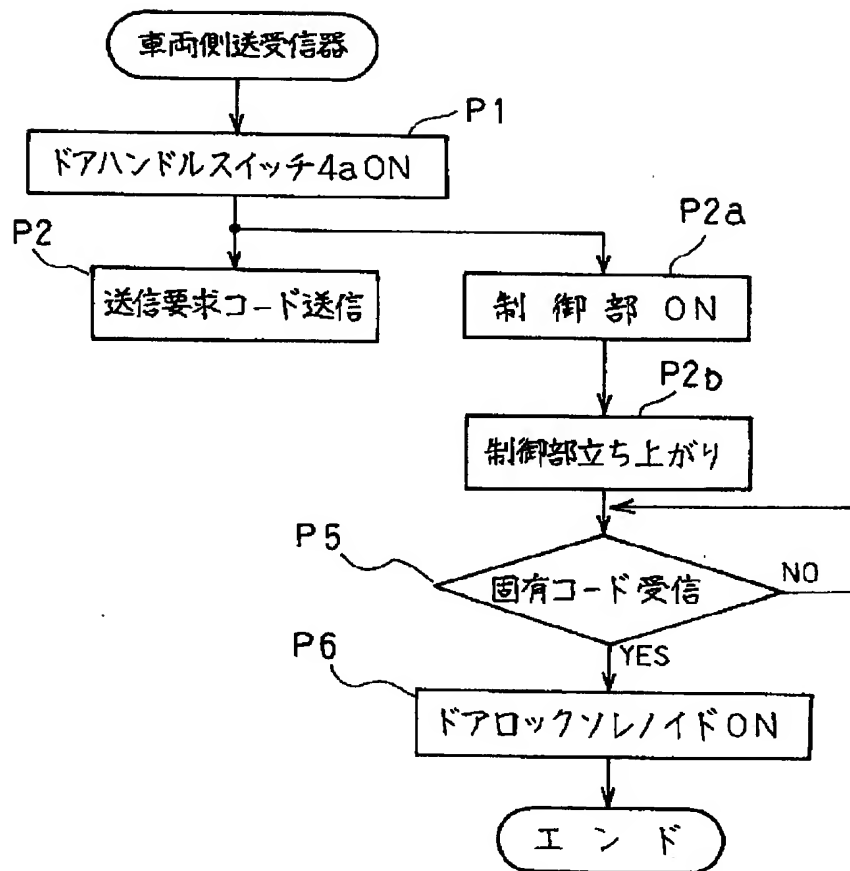 車両側送受信器
P1
ドアハンドルスイッチ4aON
P2
送信要求コード送信
P2a
制御部 ON
P2b
制御部立ち上がり
P5
固有コード受信
NO
YES
P6
ドアロックソレノイドON
エンド